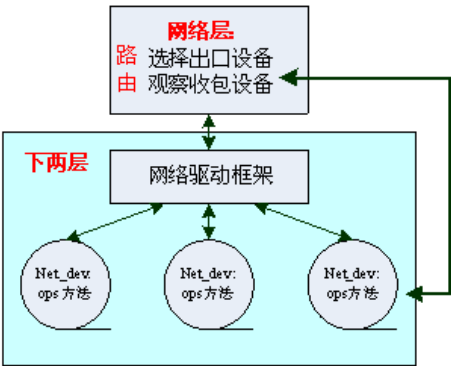 网络层:
路 选择出口设备
由 观察收包设备
下两层
网络驱动框架
Net_dev:
ops方法
Net_dev:
ops方法
Net_dev:
ops方法